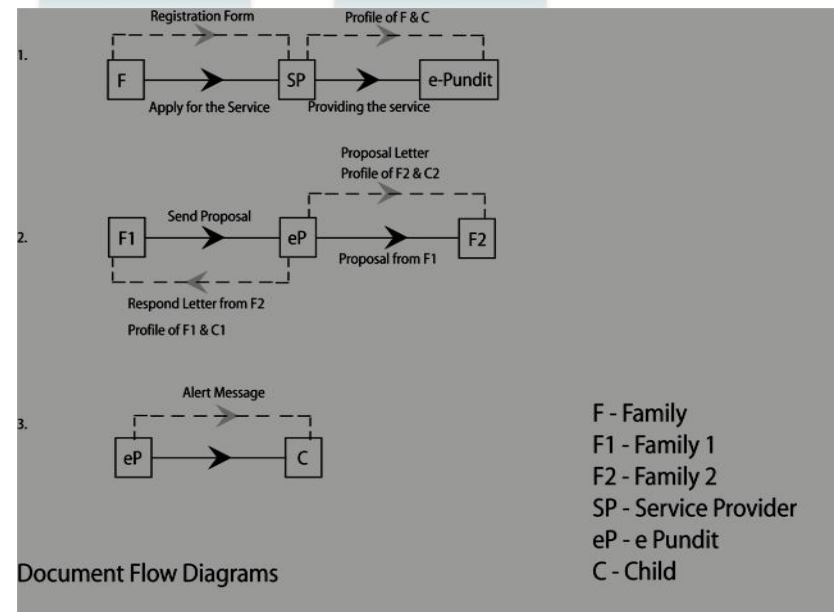 Registration Form
Profile of F & C
1.
F
SP
e-Pundit
Apply for the Service
Providing the service
Proposal Letter
Profile of F2 & C2
Send Proposal
2.
F1
eP
F2
Proposal from F1
Respond Letter from F2
Profile of F1 & C1
Alert Message
3.
eP
C
F - Family
F1 - Family 1
F2 - Family 2
SP - Service Provider
eP - e Pundit
C - Child
Document Flow Diagrams